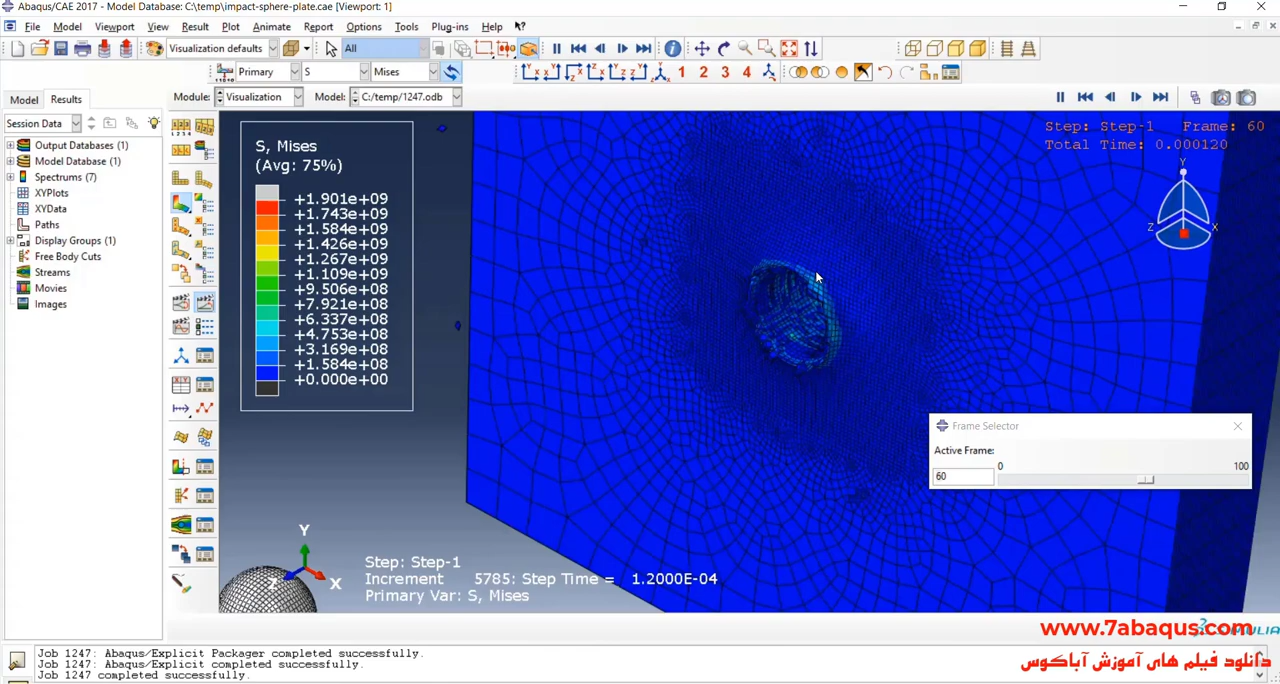 Abaqus/CAE 2017 - Model Database: C:\temp\impact-sphere-plate.cae [Viewport: 1]
File Model Viewport View Result Plot Animate Report Options Tools Plug-ins Help
Visualization defaults All
Primary S Mises 1 2 3 4
Model Results Module: Visualization Model: C:/temp/1247.odb
Session Data
Output Databases (1)
Model Database (1)
Spectrums (7)
XYPlots
XYData
Paths
Display Groups (1)
Free Body Cuts
Streams
Movies
Images
S, Mises
(Avg: 75%)
+1.901e+09
+1.743e+09
+1.584e+09
+1.426e+09
+1.267e+09
+1.109e+09
+9.506e+08
+7.921e+08
+6.337e+08
+4.753e+08
+3.169e+08
+1.584e+08
+0.000e+00
Step: Step-1 Frame: 60
Total Time: 0.000120
Y
Z X
Frame Selector
Active Frame:
0 100
60
Y
Z X
Step: Step-1
Increment 5785: Step Time = 1.2000E-04
Primary Var: S, Mises
www.7abaqus.com
دانلود فیلم های آموزش آباکوس
Job 1247: Abaqus/Explicit Packager completed successfully.
Job 1247: Abaqus/Explicit completed successfully.
Job 1247 completed successfully.